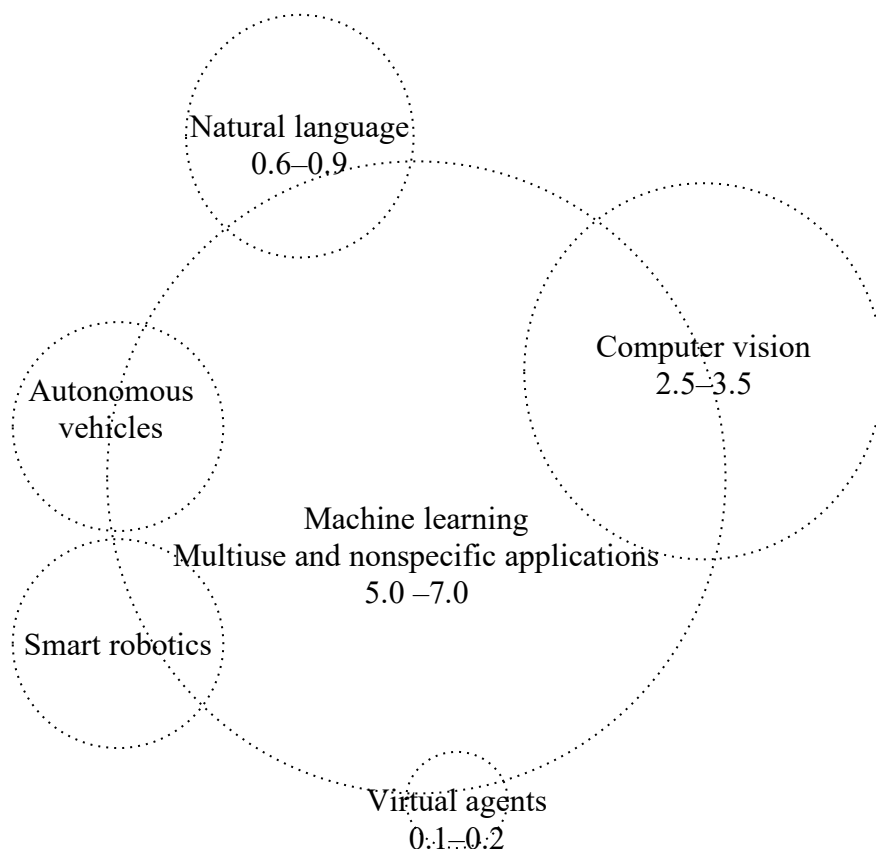 Natural language
0.6–0.9
Computer vision
2.5–3.5
Autonomous
vehicles
Machine learning
Multiuse and nonspecific applications
5.0 –7.0
Smart robotics
Virtual agents
0.1–0.2